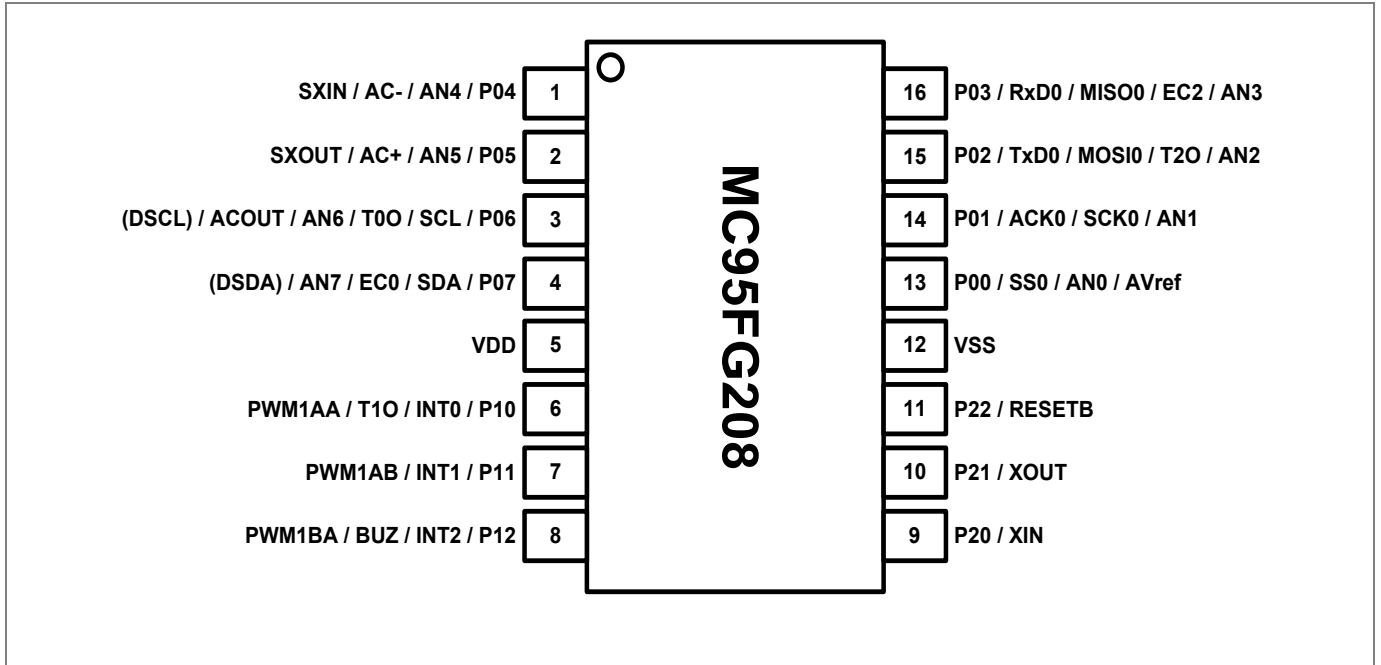 SXIN / AC- / AN4 / P04 1
SXOUT / AC+ / AN5 / P05 2
(DSCL) / ACOUT / AN6 / T0O / SCL / P06 3
(DSDA) / AN7 / EC0 / SDA / P07 4
VDD 5
PWM1AA / T1O / INT0 / P10 6
PWM1AB / INT1 / P11 7
PWM1BA / BUZ / INT2 / P12 8
MC95FG208
16 P03 / RxD0 / MISO0 / EC2 / AN3
15 P02 / TxD0 / MOSI0 / T2O / AN2
14 P01 / ACK0 / SCK0 / AN1
13 P00 / SS0 / AN0 / AVref
12 VSS
11 P22 / RESETB
10 P21 / XOUT
9 P20 / XIN